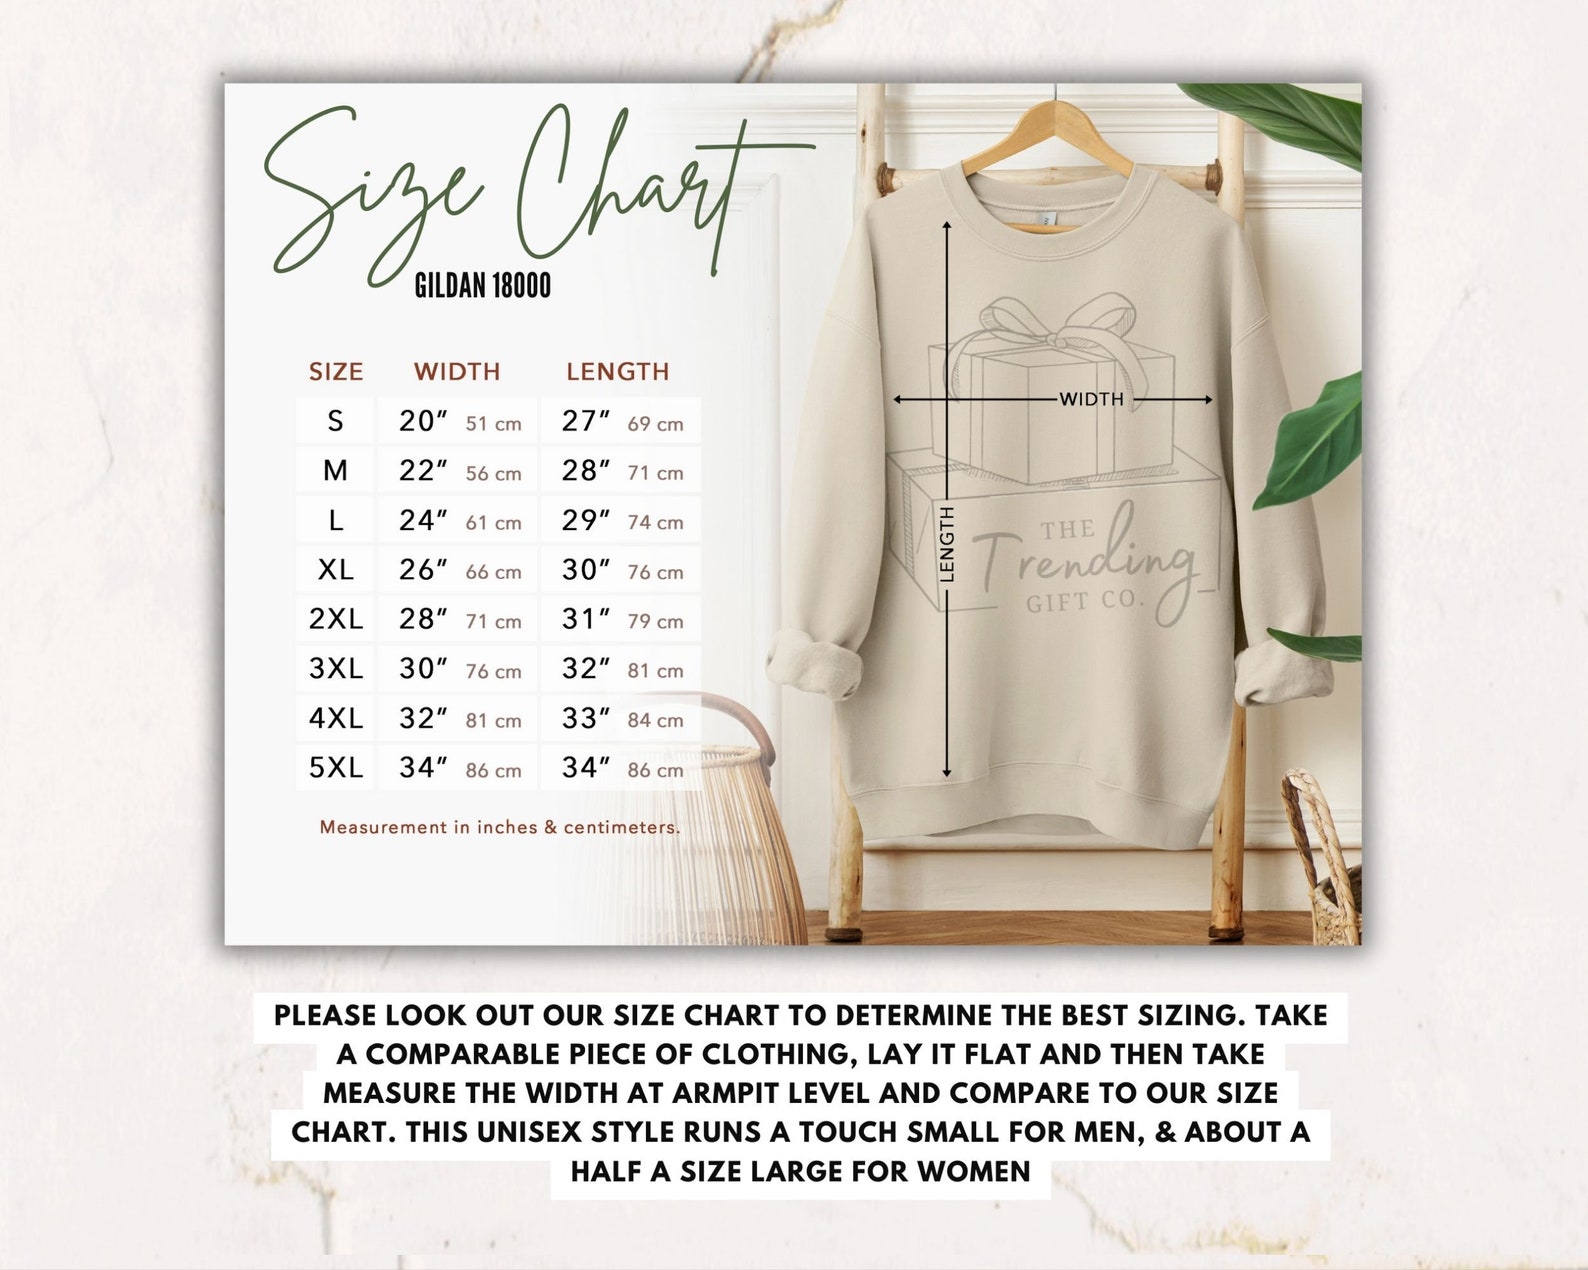 Size Chart
GILDAN 18000
SIZE WIDTH LENGTH
S 20" 51 cm 27" 69 cm
M 22" 56 cm 28" 71 cm
L 24" 61 cm 29" 74 cm
XL 26" 66 cm 30" 76 cm
2XL 28" 71 cm 31" 79 cm
3XL 30" 76 cm 32" 81 cm
4XL 32" 81 cm 33" 84 cm
5XL 34" 86 cm 34" 86 cm
Measurement in inches & centimeters.
WIDTH
LENGTH
THE
Trending
GIFT CO.
PLEASE LOOK OUT OUR SIZE CHART TO DETERMINE THE BEST SIZING. TAKE
A COMPARABLE PIECE OF CLOTHING, LAY IT FLAT AND THEN TAKE
MEASURE THE WIDTH AT ARMPIT LEVEL AND COMPARE TO OUR SIZE
CHART. THIS UNISEX STYLE RUNS A TOUCH SMALL FOR MEN, & ABOUT A
HALF A SIZE LARGE FOR WOMEN